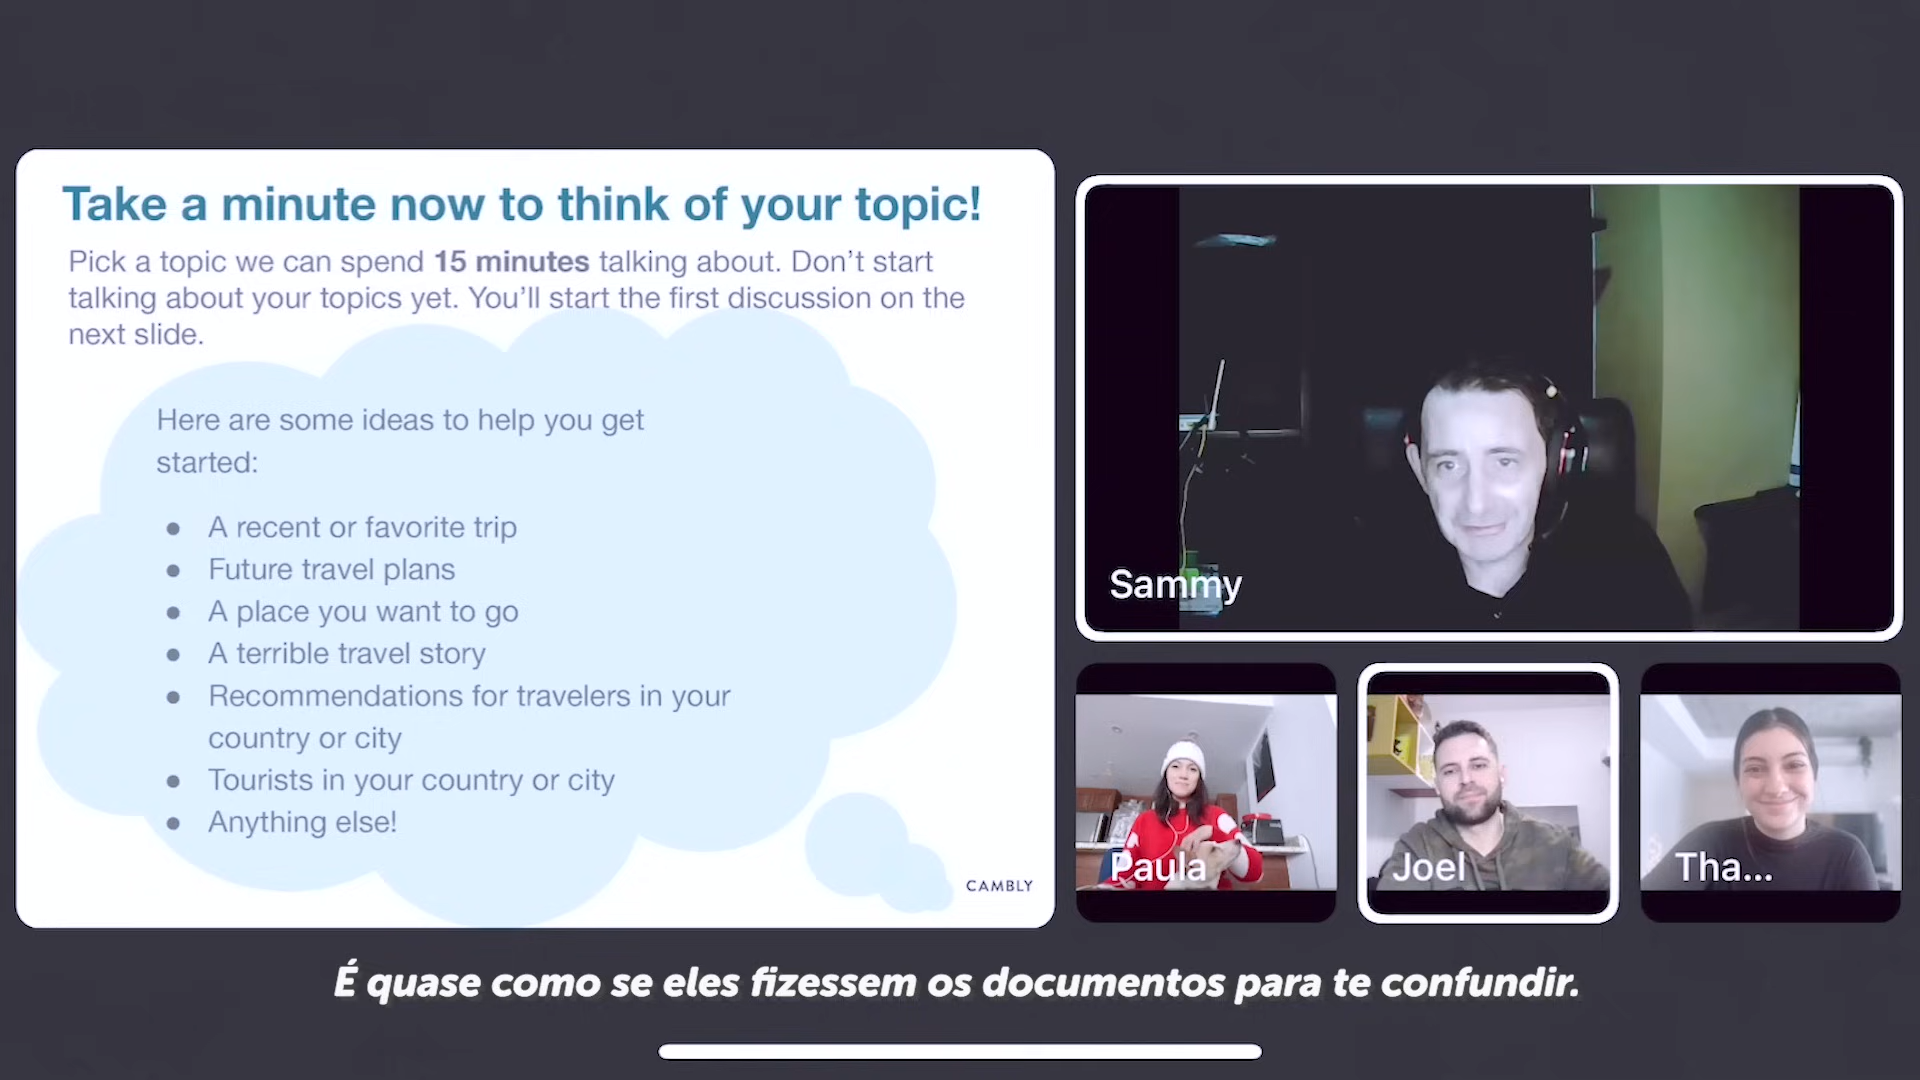 Take a minute now to think of your topic!
Pick a topic we can spend 15 minutes talking about. Don’t start
talking about your topics yet. You’ll start the first discussion on the
next slide.
Here are some ideas to help you get
started:
● A recent or favorite trip
● Future travel plans
● A place you want to go
● A terrible travel story
● Recommendations for travelers in your
country or city
● Tourists in your country or city
● Anything else!
CAMBLY
Sammy
Paula
Joel
Tha...
É quase como se eles fizessem os documentos para te confundir.